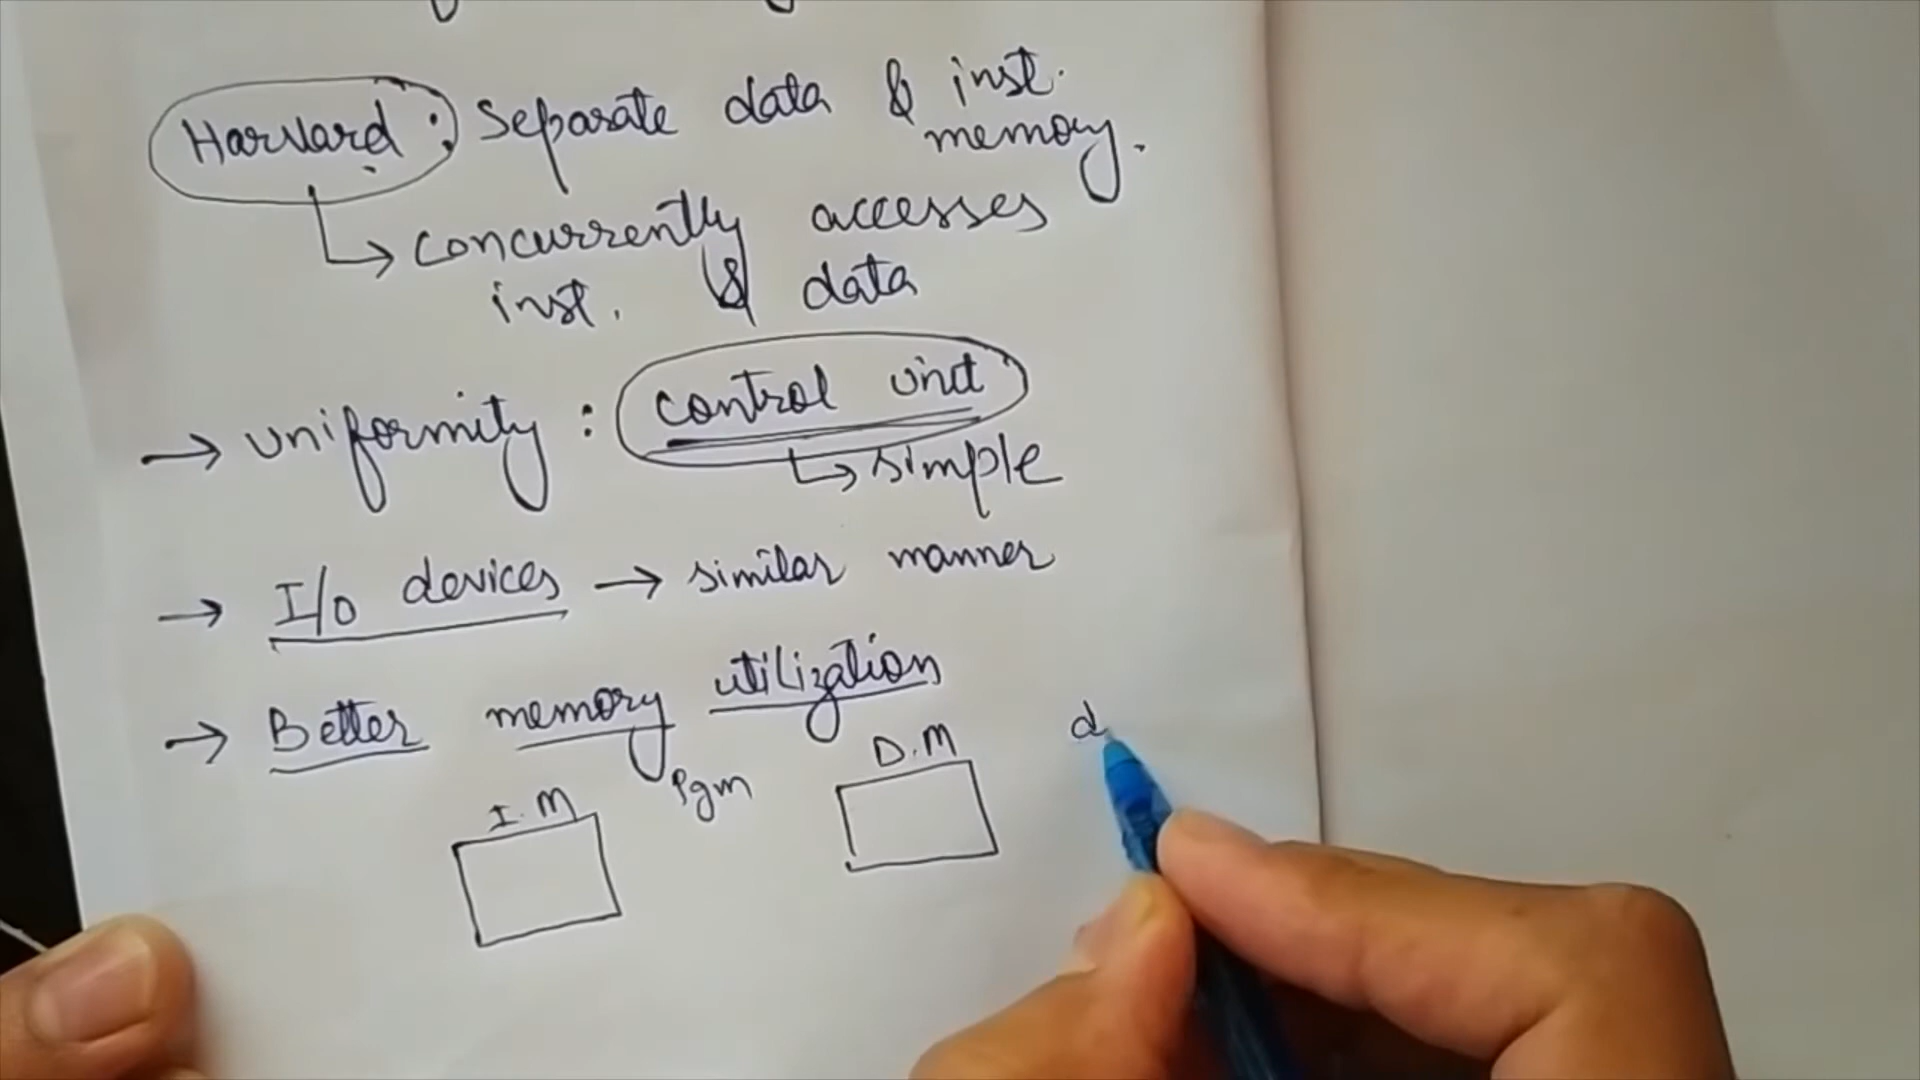 Harvard : Separate data & inst.
memory.
↳ concurrently accesses
inst. & data
→ uniformity : control unit
↳ simple
→ I/O devices → similar manner
→ Better memory utilization
I.M Pgm D.M d